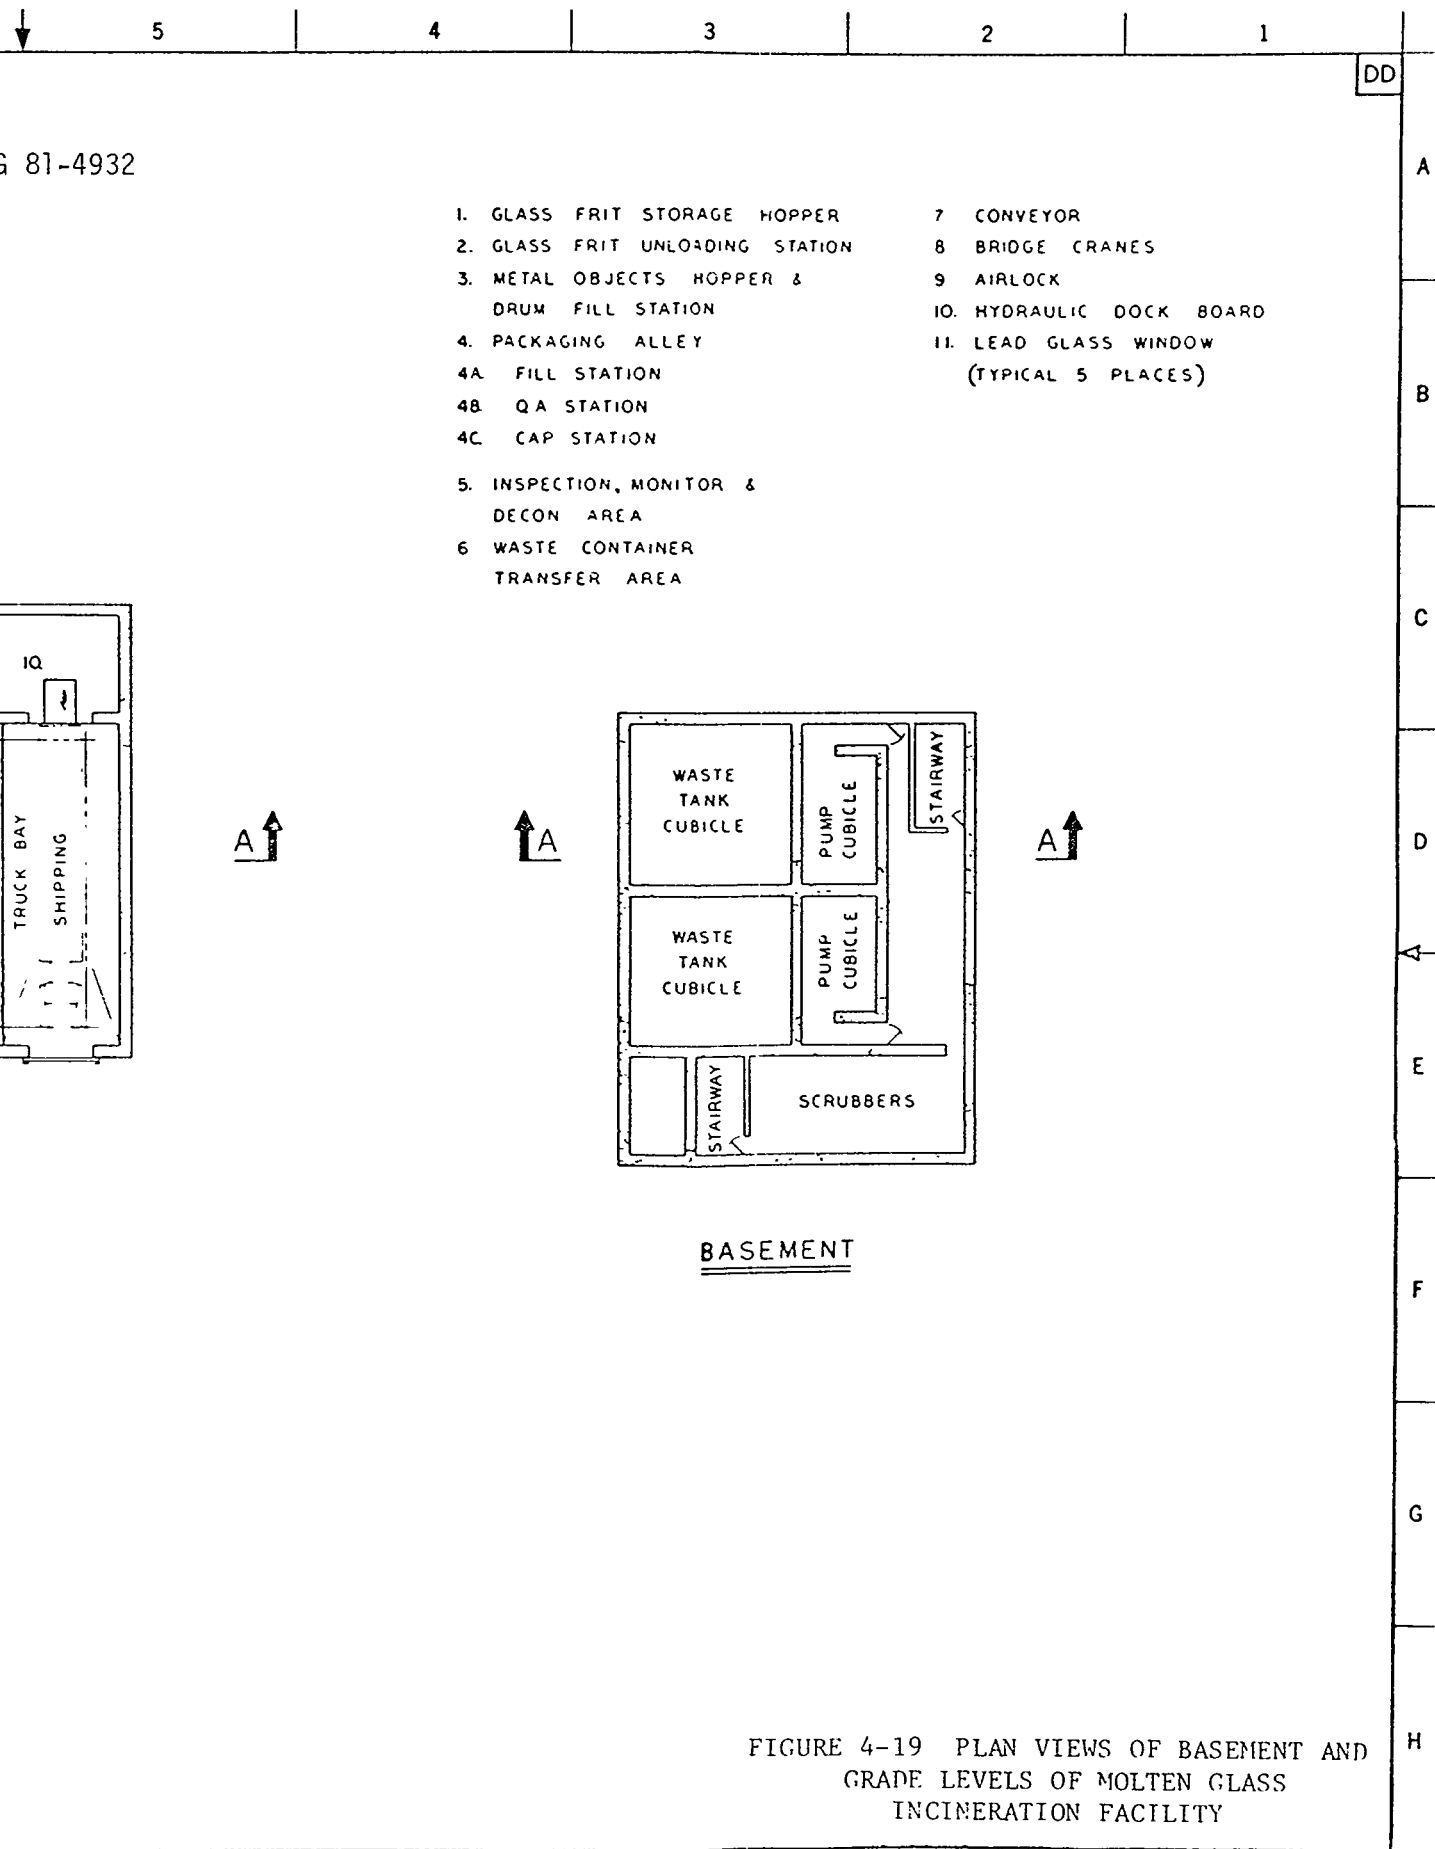 5 4 3 2 1
DD
G 81-4932
A
B
C
D
E
F
G
H
1. GLASS FRIT STORAGE HOPPER
2. GLASS FRIT UNLOADING STATION
3. METAL OBJECTS HOPPER &
DRUM FILL STATION
4. PACKAGING ALLEY
4A. FILL STATION
4B. QA STATION
4C. CAP STATION
5. INSPECTION, MONITOR &
DECON AREA
6 WASTE CONTAINER
TRANSFER AREA
7 CONVEYOR
8 BRIDGE CRANES
9 AIRLOCK
10. HYDRAULIC DOCK BOARD
11. LEAD GLASS WINDOW
(TYPICAL 5 PLACES)
10.
TRUCK BAY
SHIPPING
A
A
A
WASTE
TANK
CUBICLE
PUMP
CUBICLE
STAIRWAY
WASTE
TANK
CUBICLE
PUMP
CUBICLE
STAIRWAY
SCRUBBERS
BASEMENT
FIGURE 4-19 PLAN VIEWS OF BASEMENT AND
GRADE LEVELS OF MOLTEN GLASS
INCINERATION FACILITY